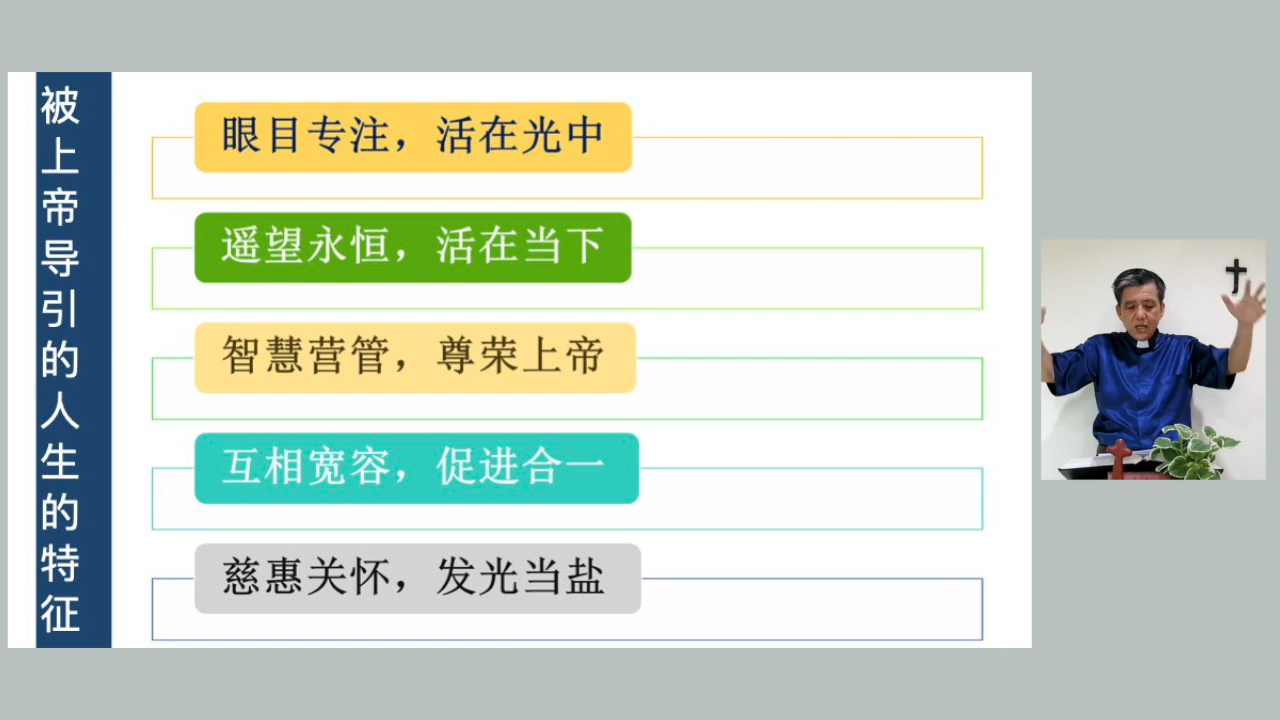 被上帝导引的人生的特征
眼目专注，活在光中
遥望永恒，活在当下
智慧营管，尊荣上帝
互相宽容，促进合一
慈惠关怀，发光当盐